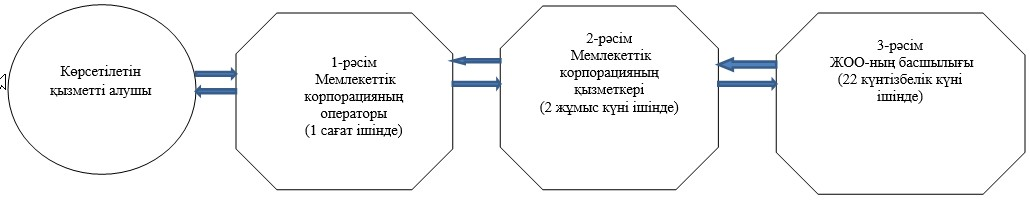 Көрсетілетін
қызметті алушы
1-рәсім
Мемлекеттік
корпорацияның
операторы
(1 сағат ішінде)
2-рәсім
Мемлекеттік
корпорацияның
қызметкері
(2 жұмыс күні ішінде)
3-рәсім
ЖОО-ның басшылығы
(22 күнтізбелік күні
ішінде)